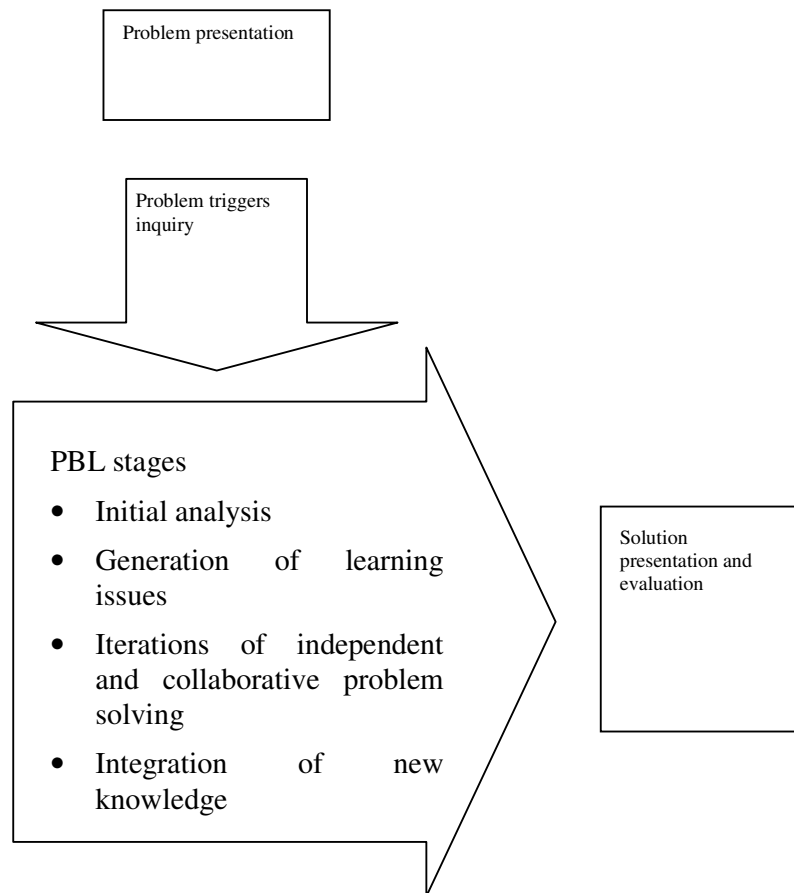 Problem presentation
Problem triggers
inquiry
PBL stages
• Initial analysis
• Generation of learning
issues
• Iterations of independent
and collaborative problem
solving
• Integration of new
knowledge
Solution
presentation and
evaluation